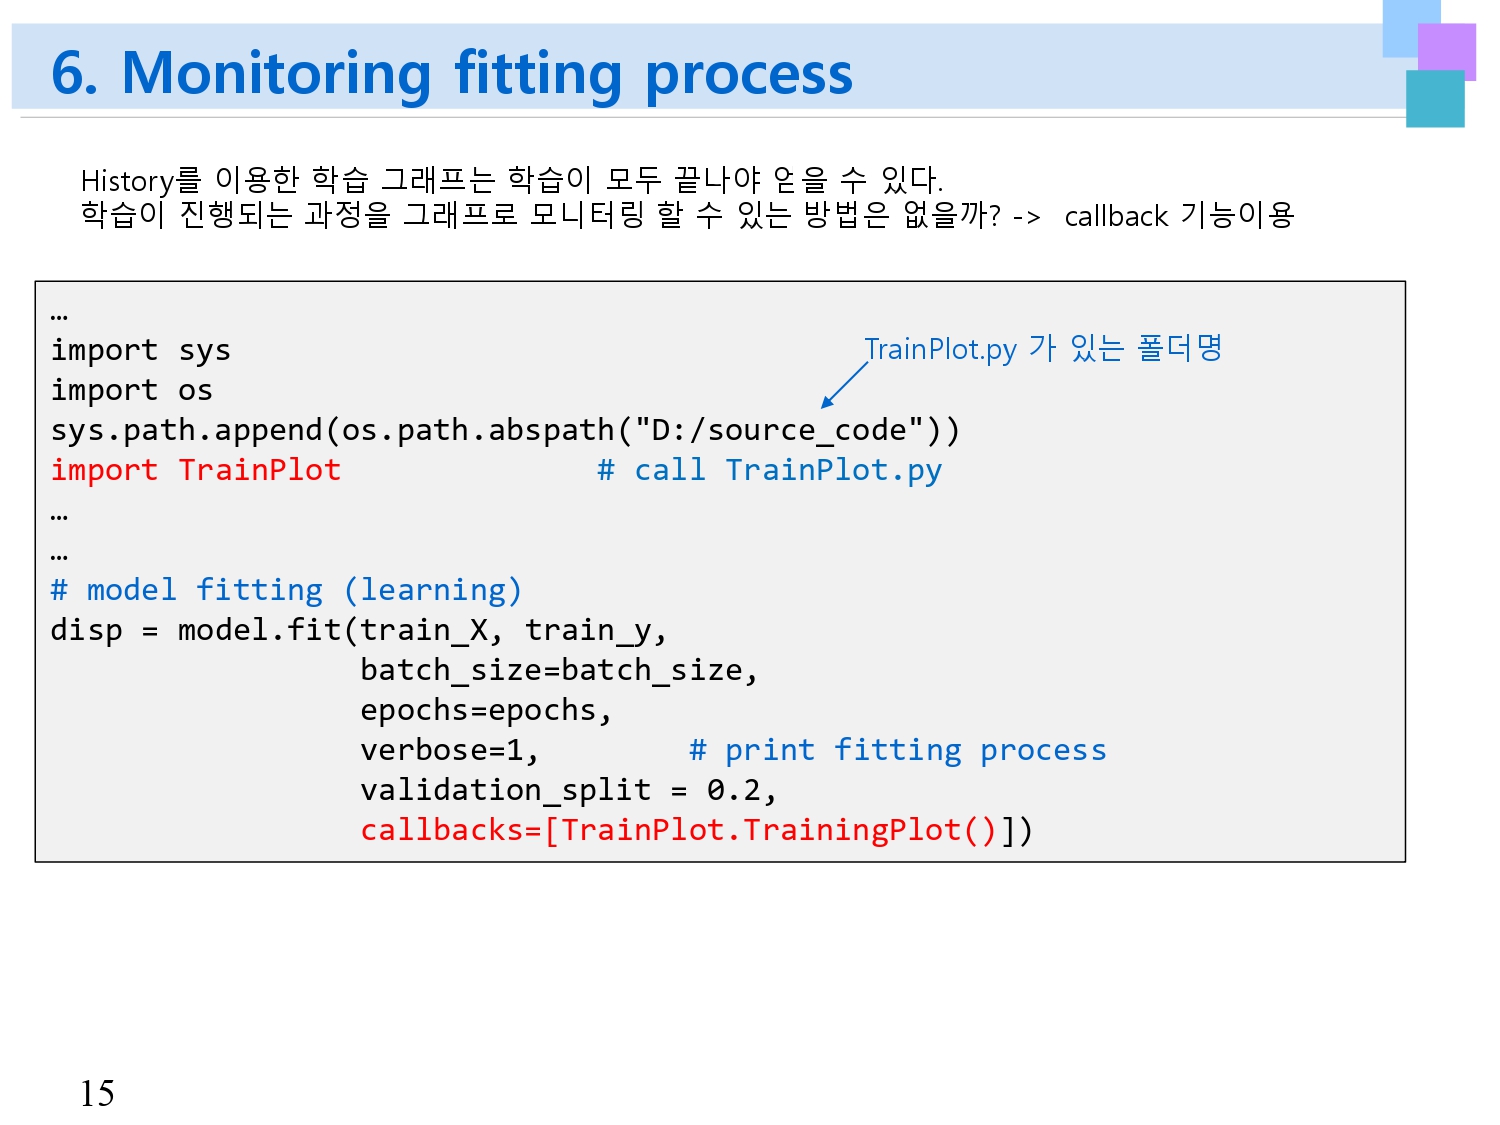 6. Monitoring fitting process
History를 이용한 학습 그래프는 학습이 모두 끝나야 얻을 수 있다.
학습이 진행되는 과정을 그래프로 모니터링 할 수 있는 방법은 없을까? -> callback 기능이용
…
import sys
TrainPlot.py 가 있는 폴더명
import os
sys.path.append(os.path.abspath("D:/source_code"))
import TrainPlot # call TrainPlot.py
…
…
# model fitting (learning)
disp = model.fit(train_X, train_y,
batch_size=batch_size,
epochs=epochs,
verbose=1, # print fitting process
validation_split = 0.2,
callbacks=[TrainPlot.TrainingPlot()])
15